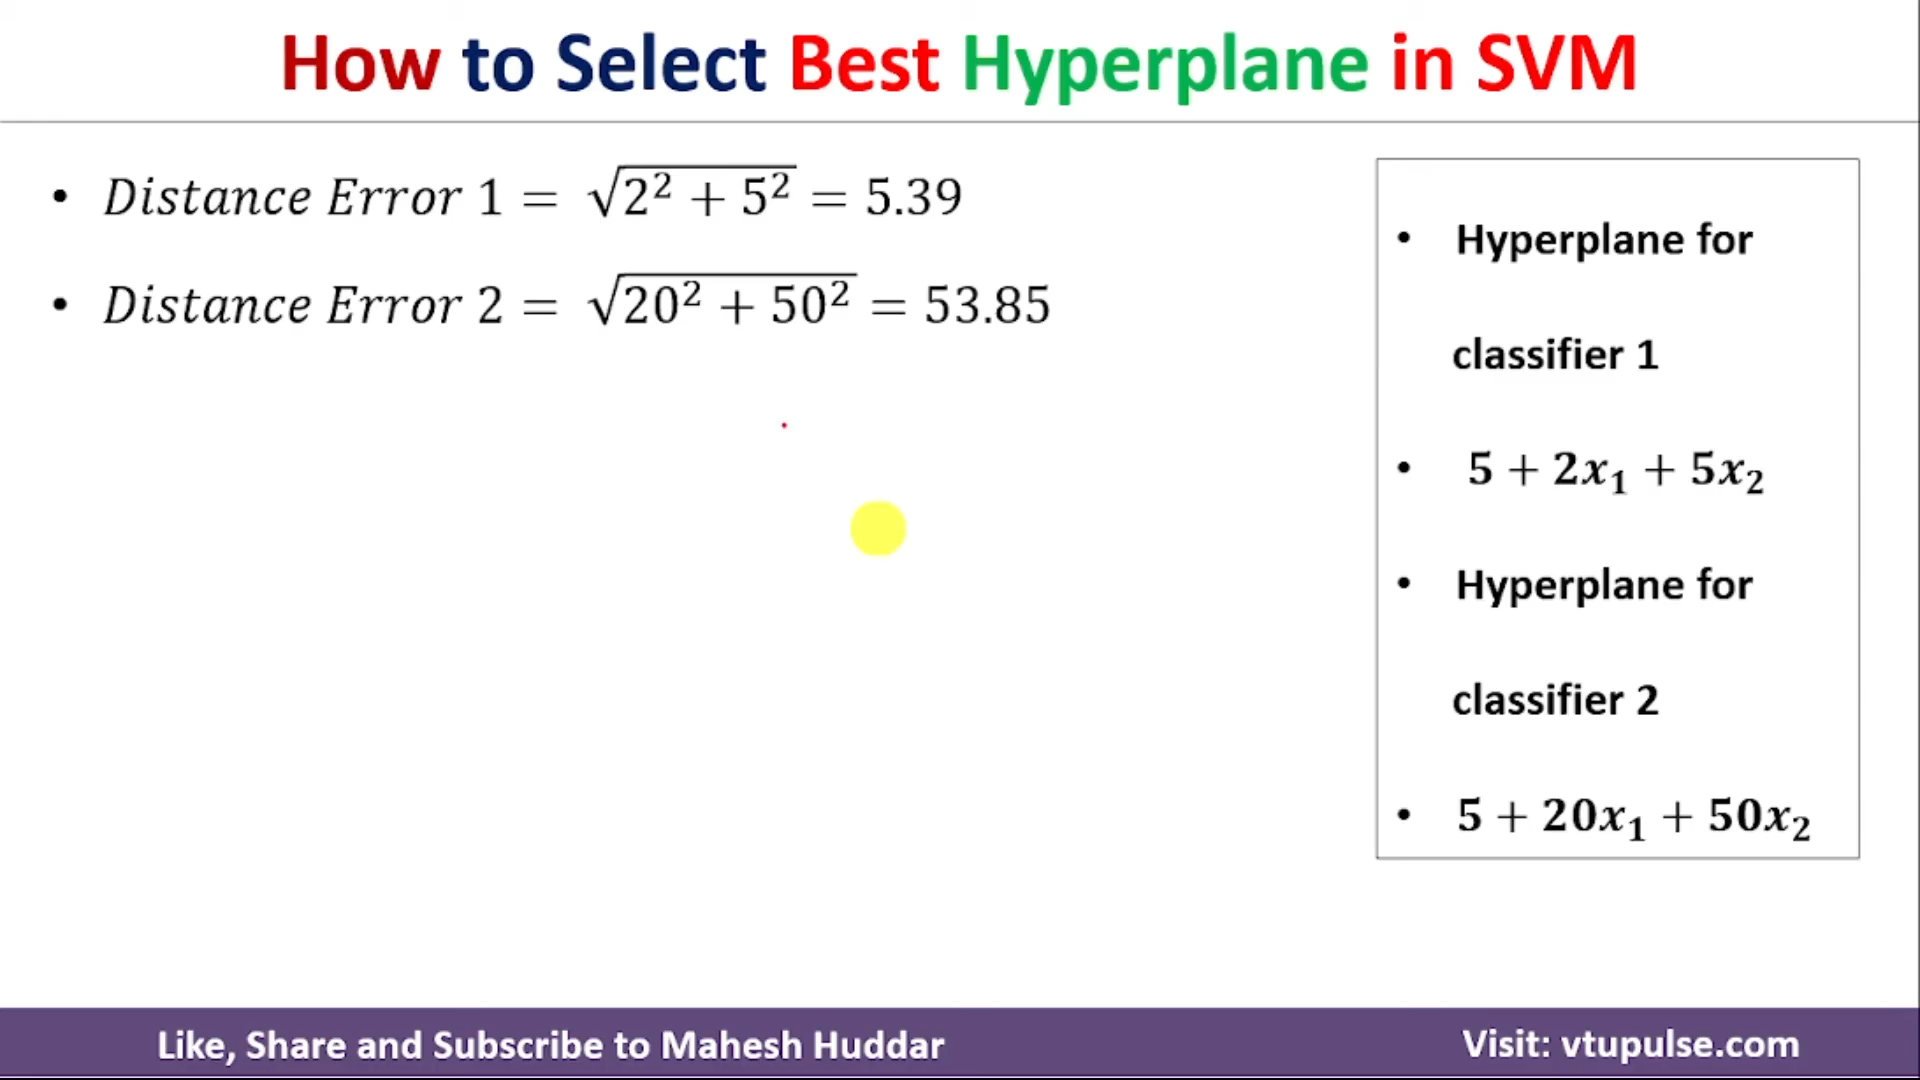 How to Select Best Hyperplane in SVM
• Distance Error 1 = √2² + 5² = 5.39
• Distance Error 2 = √20² + 50² = 53.85
• Hyperplane for
classifier 1
• 5 + 2x₁ + 5x₂
• Hyperplane for
classifier 2
• 5 + 20x₁ + 50x₂
Like, Share and Subscribe to Mahesh Huddar
Visit: vtupulse.com